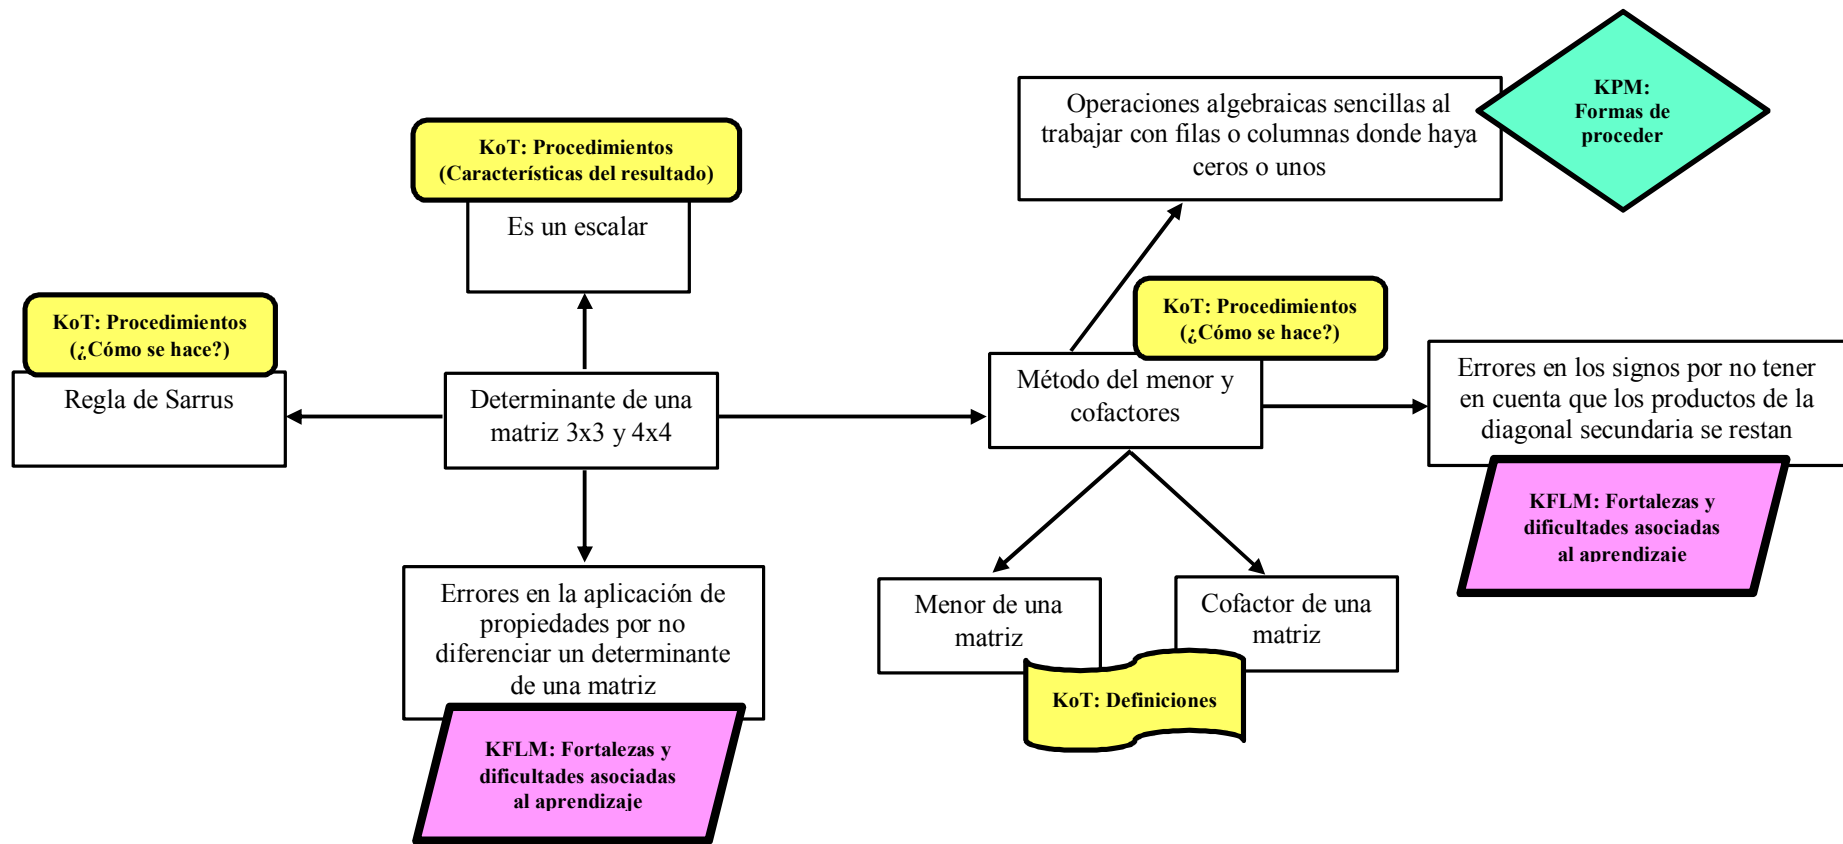 KPM:
Formas de
proceder
Operaciones algebraicas sencillas al
trabajar con filas o columnas donde haya
ceros o unos
KoT: Procedimientos
(Características del resultado)
Es un escalar
KoT: Procedimientos
(¿Cómo se hace?)
Regla de Sarrus
Determinante de una
matriz 3x3 y 4x4
KoT: Procedimientos
(¿Cómo se hace?)
Método del menor y
cofactores
Errores en los signos por no tener
en cuenta que los productos de la
diagonal secundaria se restan
KFLM: Fortalezas y
dificultades asociadas
al aprendizaje
Errores en la aplicación de
propiedades por no
diferenciar un determinante
de una matriz
KFLM: Fortalezas y
dificultades asociadas
al aprendizaje
Menor de una
matriz
Cofactor de una
matriz
KoT: Definiciones